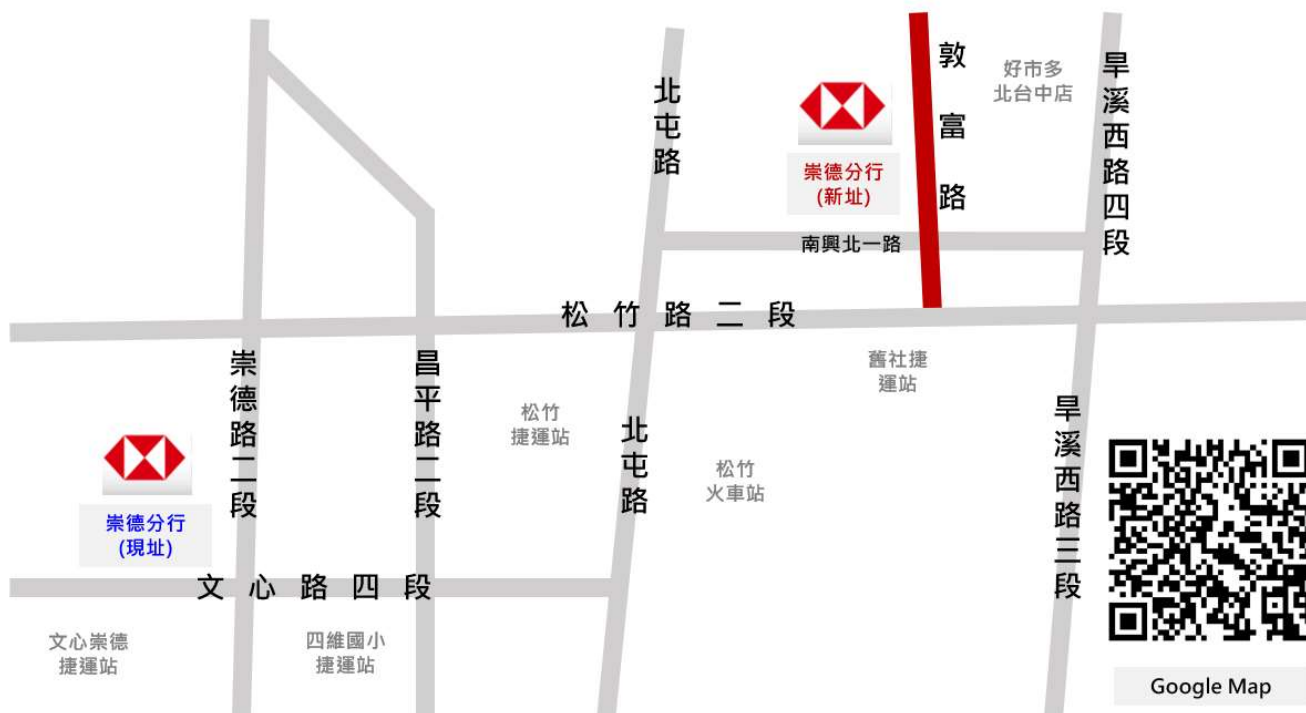 敦富路
好市多
北台中店
旱溪西路四段
北屯路
崇德分行
(新址)
南興北一路
松竹路二段
崇德路二段
昌平路二段
舊社捷
運站
松竹
捷運站
北屯路
松竹
火車站
旱溪西路三段
崇德分行
(現址)
文心路四段
文心崇德
捷運站
四維國小
捷運站
Google Map